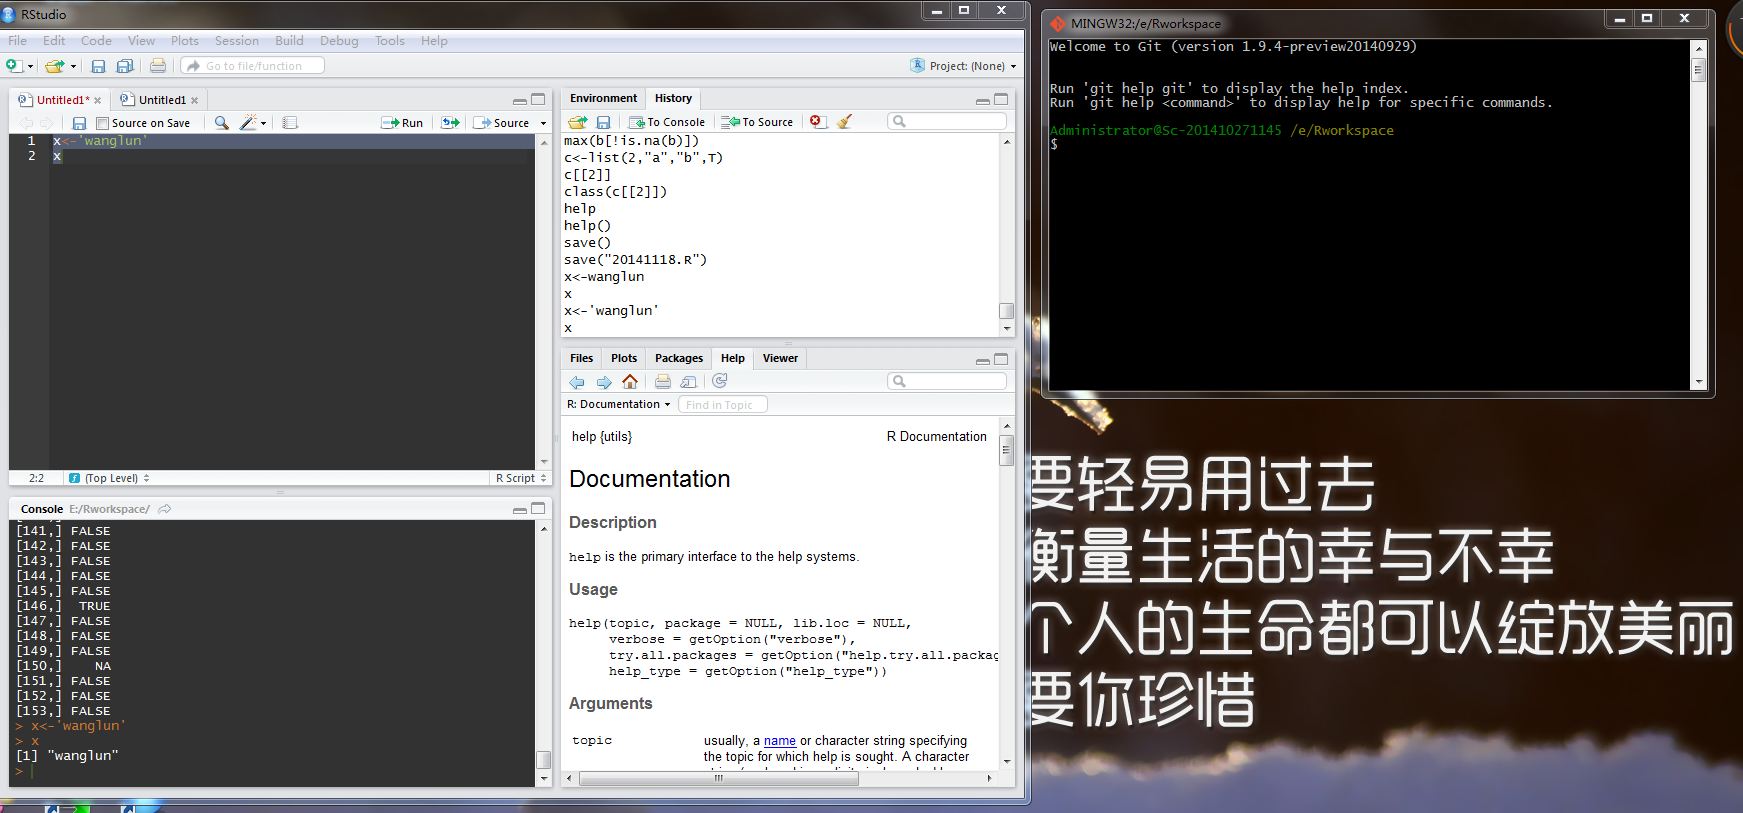 RStudio
File Edit Code View Plots Session Build Debug Tools Help
Go to file/function
Project: (None)
Untitled1* Untitled1
Source on Save Run Source
1 x<-'wanglun'
2 x
2:2 (Top Level) R Script
Console E:/Rworkspace/
[141,] FALSE
[142,] FALSE
[143,] FALSE
[144,] FALSE
[145,] FALSE
[146,] TRUE
[147,] FALSE
[148,] FALSE
[149,] FALSE
[150,] NA
[151,] FALSE
[152,] FALSE
[153,] FALSE
> x<-'wanglun'
> x
[1] "wanglun"
>
Environment History
To Console To Source
max(b[!is.na(b)])
c<-list(2,"a","b",T)
c[[2]]
class(c[[2]])
help
help()
save()
save("20141118.R")
x<-wanglun
x
x<-'wanglun'
x
Files Plots Packages Help Viewer
R: Documentation Find in Topic
help {utils} R Documentation
Documentation
Description
help is the primary interface to the help systems.
Usage
help(topic, package = NULL, lib.loc = NULL,
verbose = getOption("verbose"),
try.all.packages = getOption("help.try.all.packag
help_type = getOption("help_type"))
Arguments
topic usually, a name or character string specifying
the topic for which help is sought. A character
MINGW32:/e/Rworkspace
Welcome to Git (version 1.9.4-preview20140929)
Run 'git help git' to display the help index.
Run 'git help <command>' to display help for specific commands.
Administrator@Sc-201410271145 /e/Rworkspace
$
要轻易用过去
衡量生活的幸与不幸
个人的生命都可以绽放美丽
要你珍惜